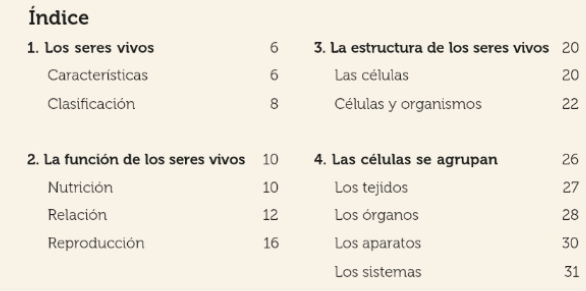 Índice
1. Los seres vivos 6
Características 6
Clasificación 8
2. La función de los seres vivos 10
Nutrición 10
Relación 12
Reproducción 16
3. La estructura de los seres vivos 20
Las células 20
Células y organismos 22
4. Las células se agrupan 26
Los tejidos 27
Los órganos 28
Los aparatos 30
Los sistemas 31